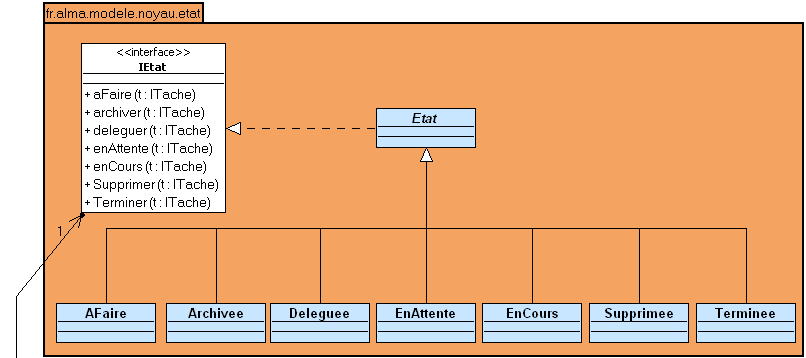 fr.alma.modele.noyau.etat
<<interface>>
IEtat
+ aFaire (t : ITache)
+ archiver (t : ITache)
+ deleguer (t : ITache)
+ enAttente (t : ITache)
+ enCours (t : ITache)
+ Supprimer (t : ITache)
+ Terminer (t : ITache)
Etat
1
AFaire
Archivee
Deleguee
EnAttente
EnCours
Supprimee
Terminee